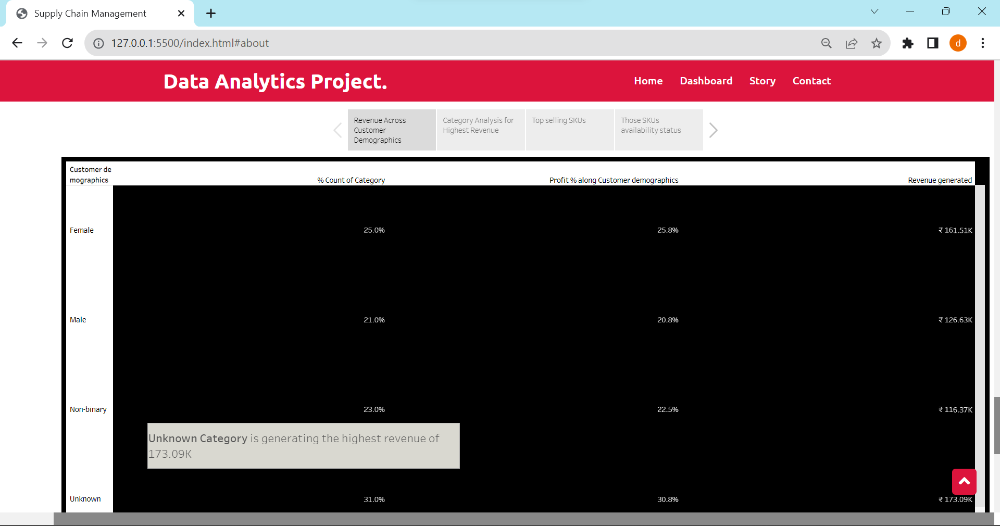 Supply Chain Management
127.0.0.1:5500/index.html#about
d
Data Analytics Project.
Home Dashboard Story Contact
Revenue Across
Customer
Demographics
Category Analysis for
Highest Revenue
Top selling SKUs
Those SKUs
availability status
Customer de
mographics
% Count of Category
Profit % along Customer demographics
Revenue generated
Female 25.0% 25.8% ₹ 161.51K
Male 21.0% 20.8% ₹ 126.63K
Non-binary 23.0% 22.5% ₹ 116.37K
Unknown Category is generating the highest revenue of
173.09K
Unknown 31.0% 30.8% ₹ 173.09K